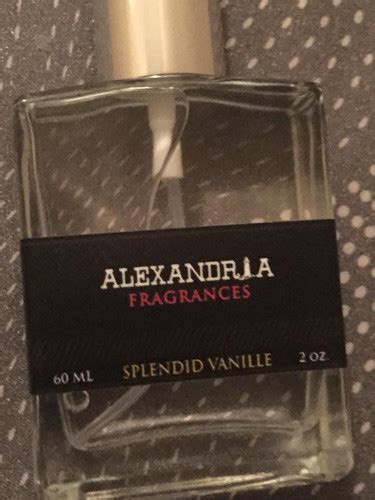 ALEXANDRIA
FRAGRANCES
60 ML SPLENDID VANILLE 2 OZ.